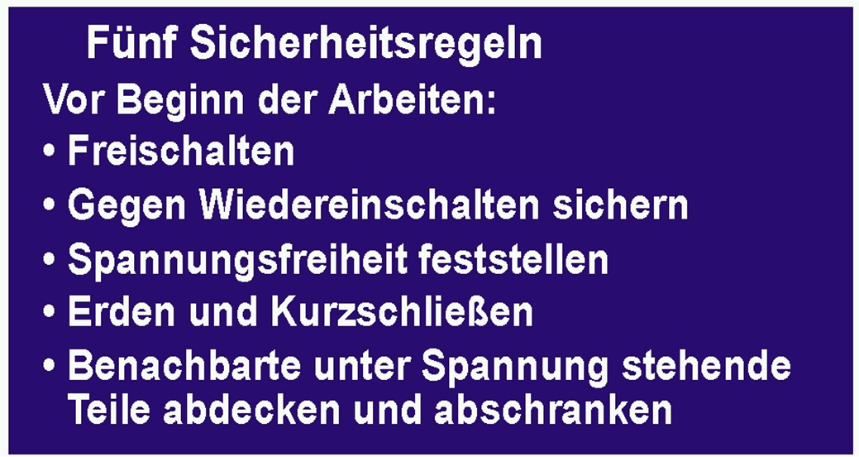 Fünf Sicherheitsregeln
Vor Beginn der Arbeiten:
• Freischalten
• Gegen Wiedereinschalten sichern
• Spannungsfreiheit feststellen
• Erden und Kurzschließen
• Benachbarte unter Spannung stehende
Teile abdecken und abschranken